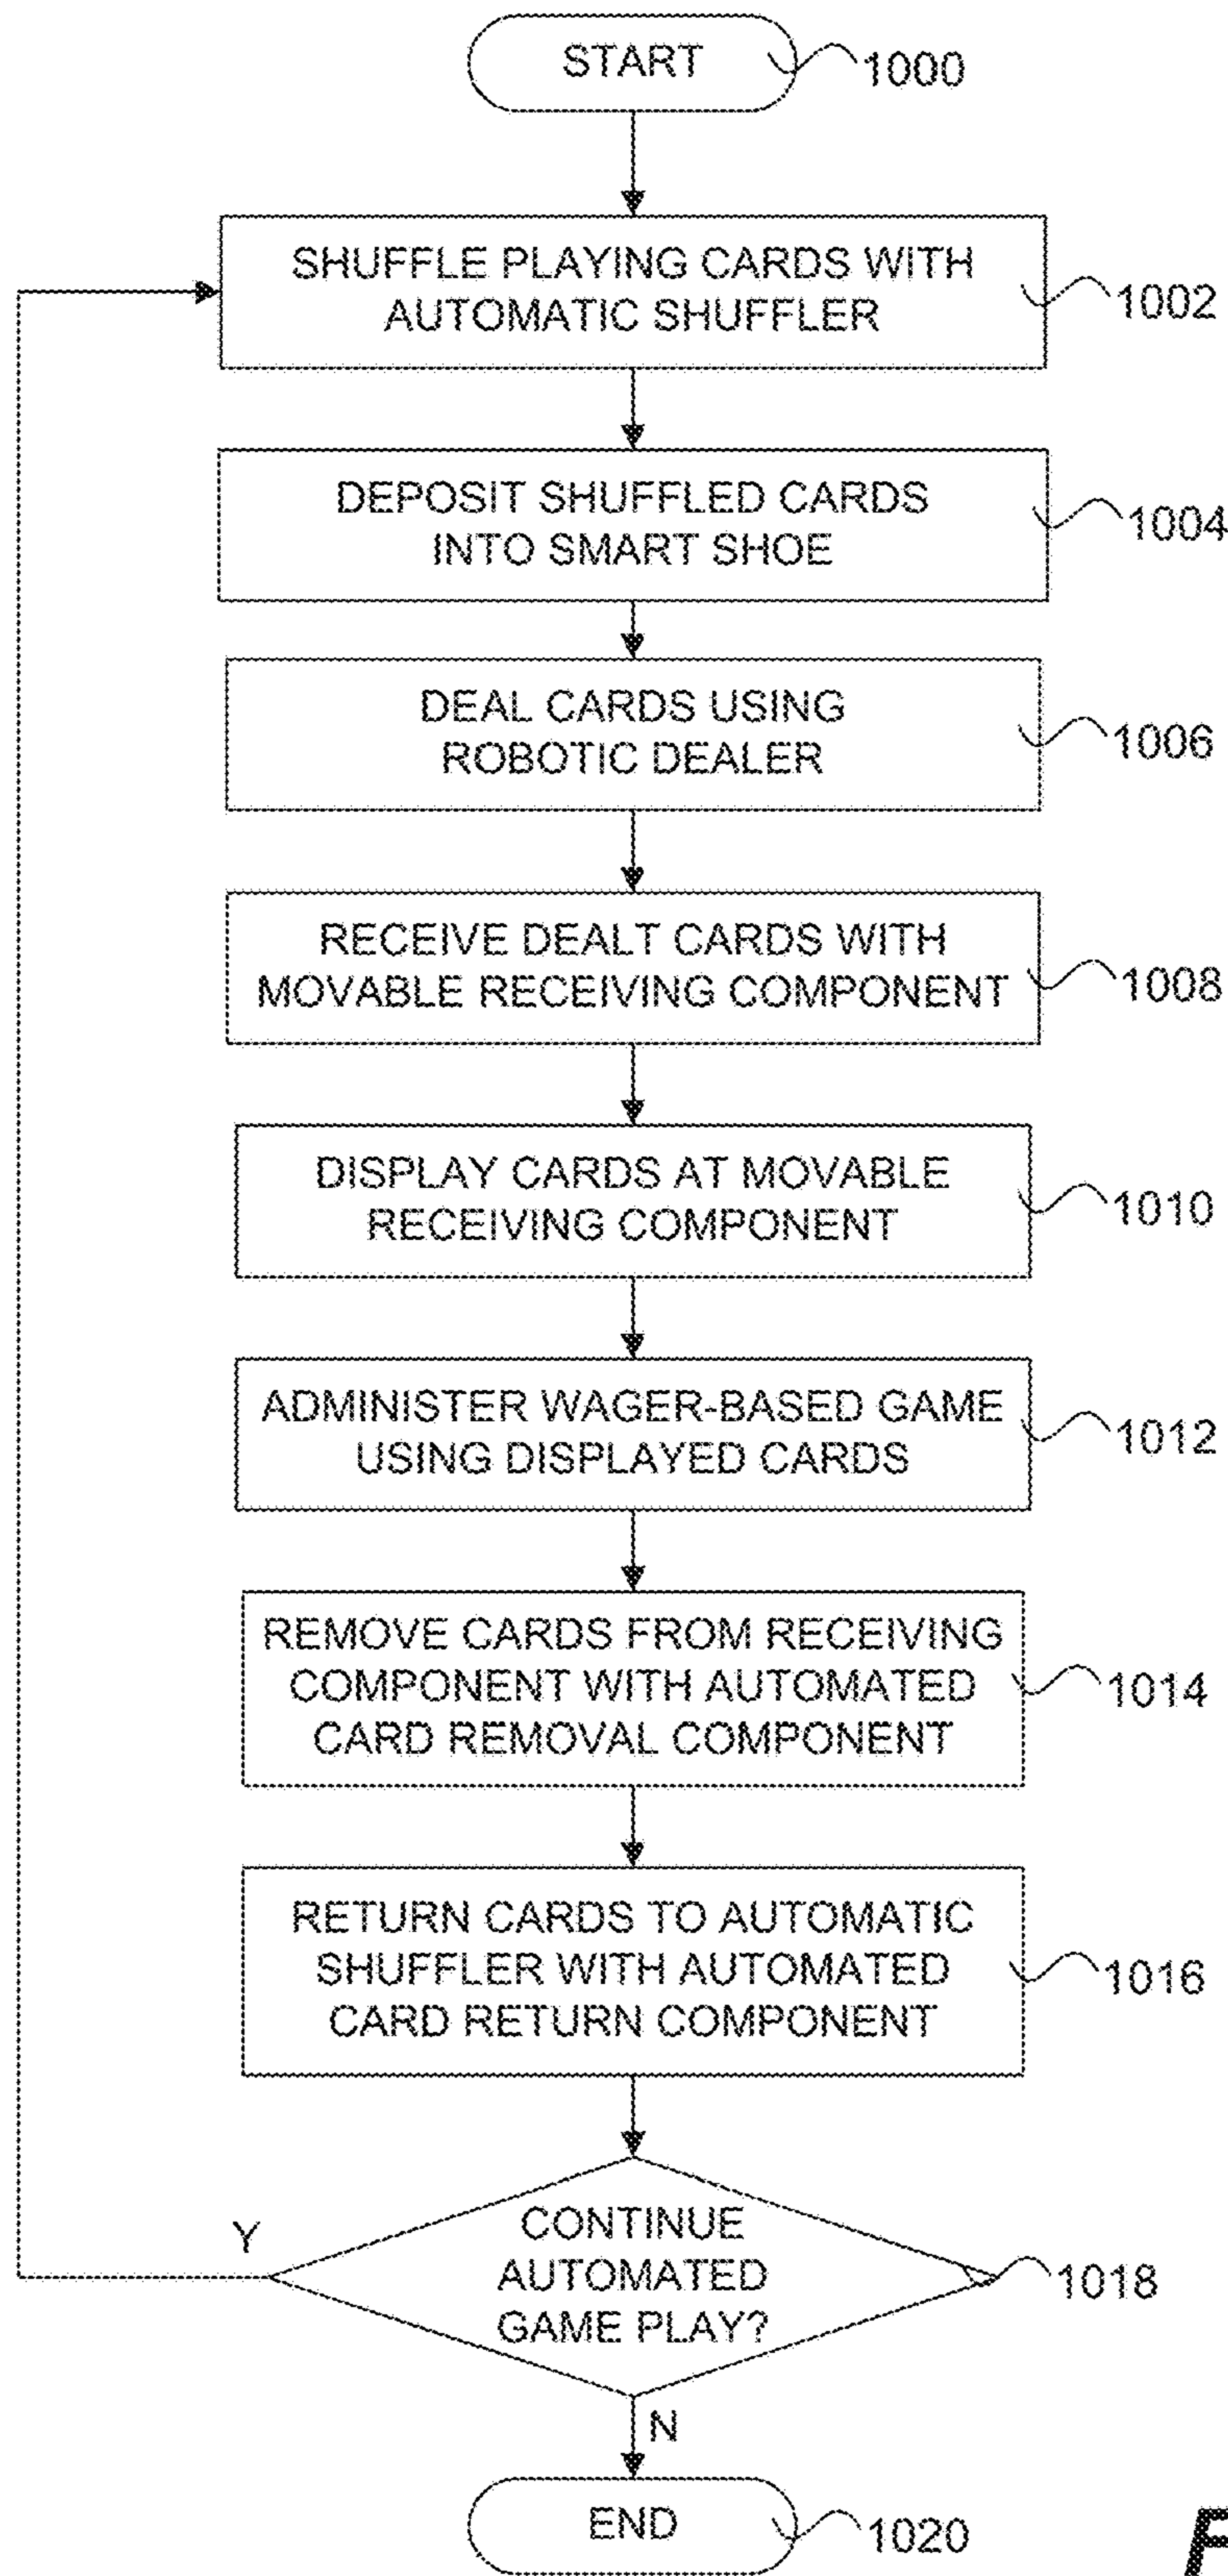 START
1000
SHUFFLE PLAYING CARDS WITH
AUTOMATIC SHUFFLER
1002
DEPOSIT SHUFFLED CARDS
INTO SMART SHOE
1004
DEAL CARDS USING
ROBOTIC DEALER
1006
RECEIVE DEALT CARDS WITH
MOVABLE RECEIVING COMPONENT
1008
DISPLAY CARDS AT MOVABLE
RECEIVING COMPONENT
1010
ADMINISTER WAGER-BASED GAME
USING DISPLAYED CARDS
1012
REMOVE CARDS FROM RECEIVING
COMPONENT WITH AUTOMATED
CARD REMOVAL COMPONENT
1014
RETURN CARDS TO AUTOMATIC
SHUFFLER WITH AUTOMATED
CARD RETURN COMPONENT
1016
Y
CONTINUE
AUTOMATED
GAME PLAY?
1018
N
END
1020